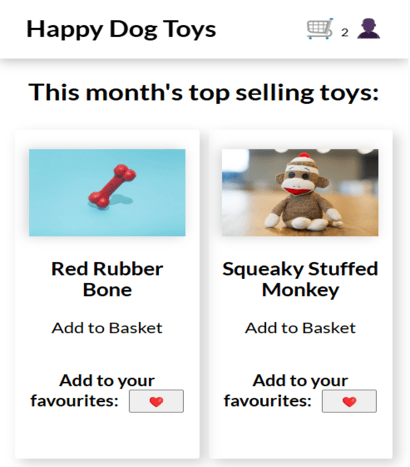 Happy Dog Toys
2
This month's top selling toys:
Red Rubber
Bone
Add to Basket
Add to your
favourites:
Squeaky Stuffed
Monkey
Add to Basket
Add to your
favourites: